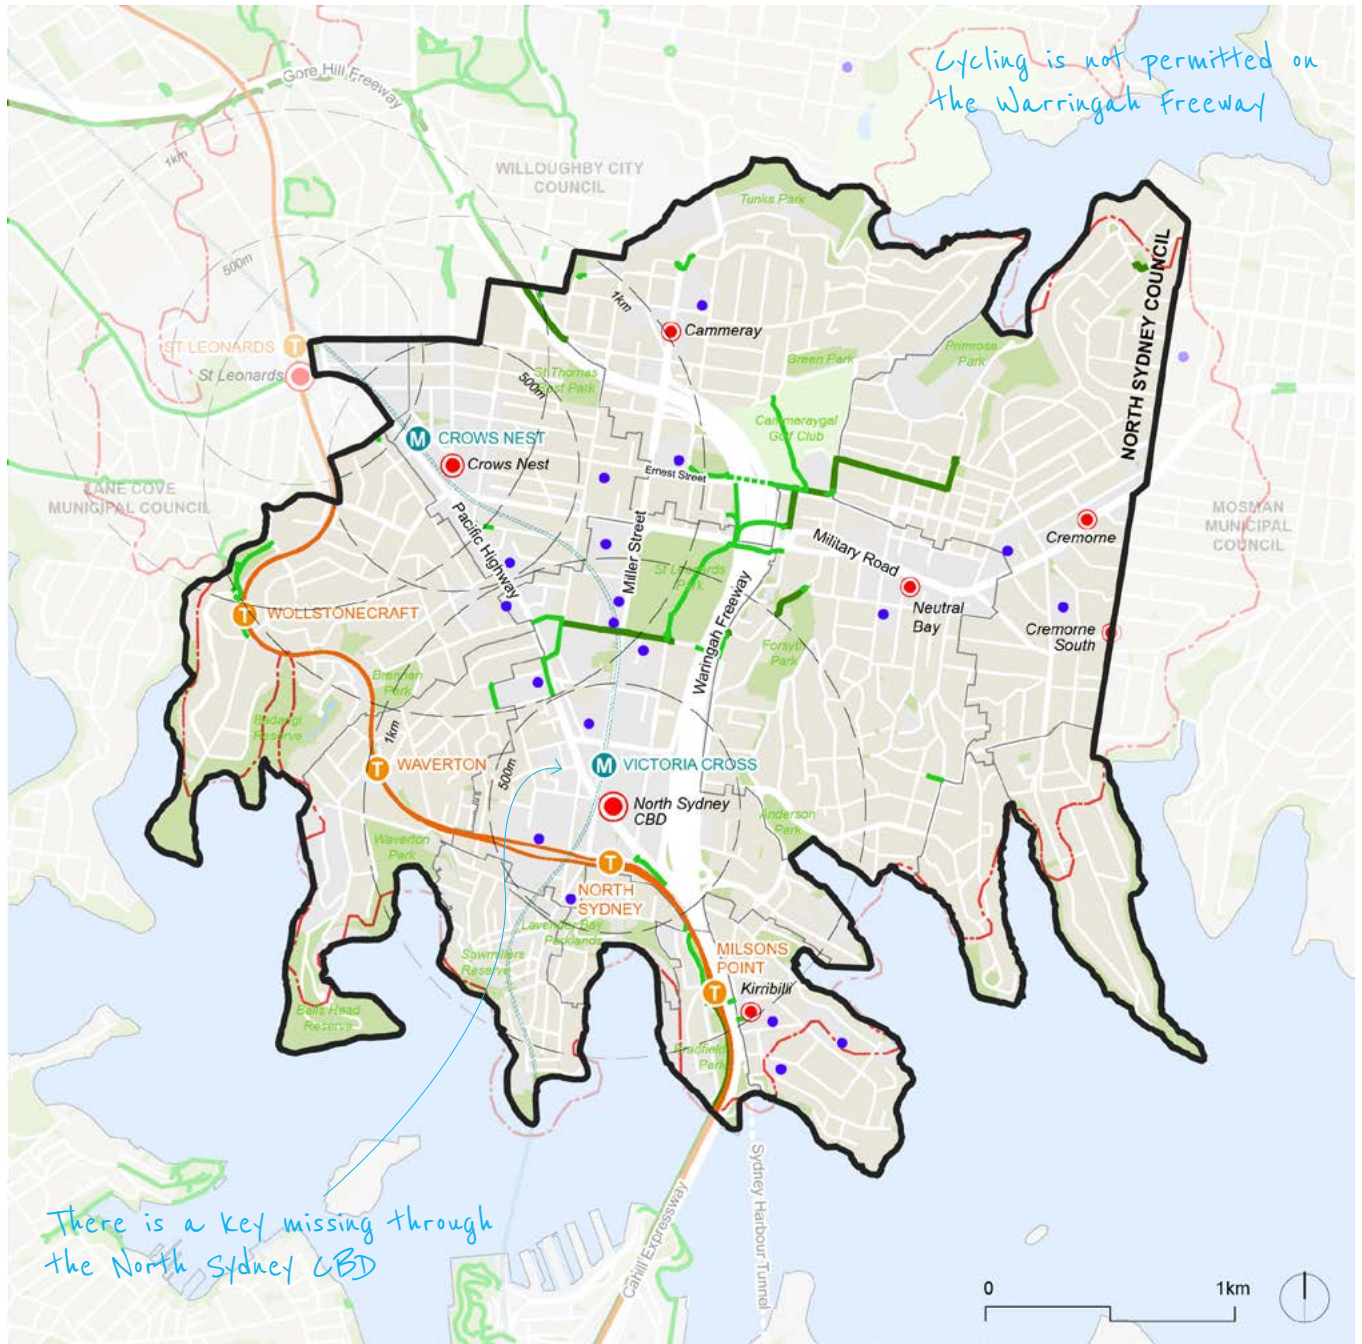 Cycling is not permitted on
the Warringah Freeway
Gore Hill Freeway
1km
WILLOUGHBY CITY
COUNCIL
Tunks Park
500m
NORTH SYDNEY COUNCIL
1km
Cammeray
ST LEONARDS
T
St Leonards
Green Park
Primrose
Park
St Thomas
Rest Park
500m
Cammeraygal
Golf Club
M
CROWS NEST
Crows Nest
Ernest Street
LANE COVE
MUNICIPAL COUNCIL
Pacific Highway
Miller Street
Military Road
Cremorne
MOSMAN
MUNICIPAL
COUNCIL
St Leonards
Park
T
WOLLSTONECRAFT
Neutral
Bay
Waringah Freeway
Forsyth
Park
Cremorne
South
Brennan
Park
Badangi
Reserve
1km
T
WAVERTON
500m
M
VICTORIA CROSS
North Sydney
CBD
Anderson
Park
Waverton
Park
T
NORTH
SYDNEY
Lavender Bay
Parklands
Sawmillers
Reserve
MILSONS
POINT
T
Kirribilli
Balls Head
Reserve
Bradfield
Park
Sydney Harbour Tunnel
Cahill Expressway
There is a key missing through
the North Sydney CBD
0
1km